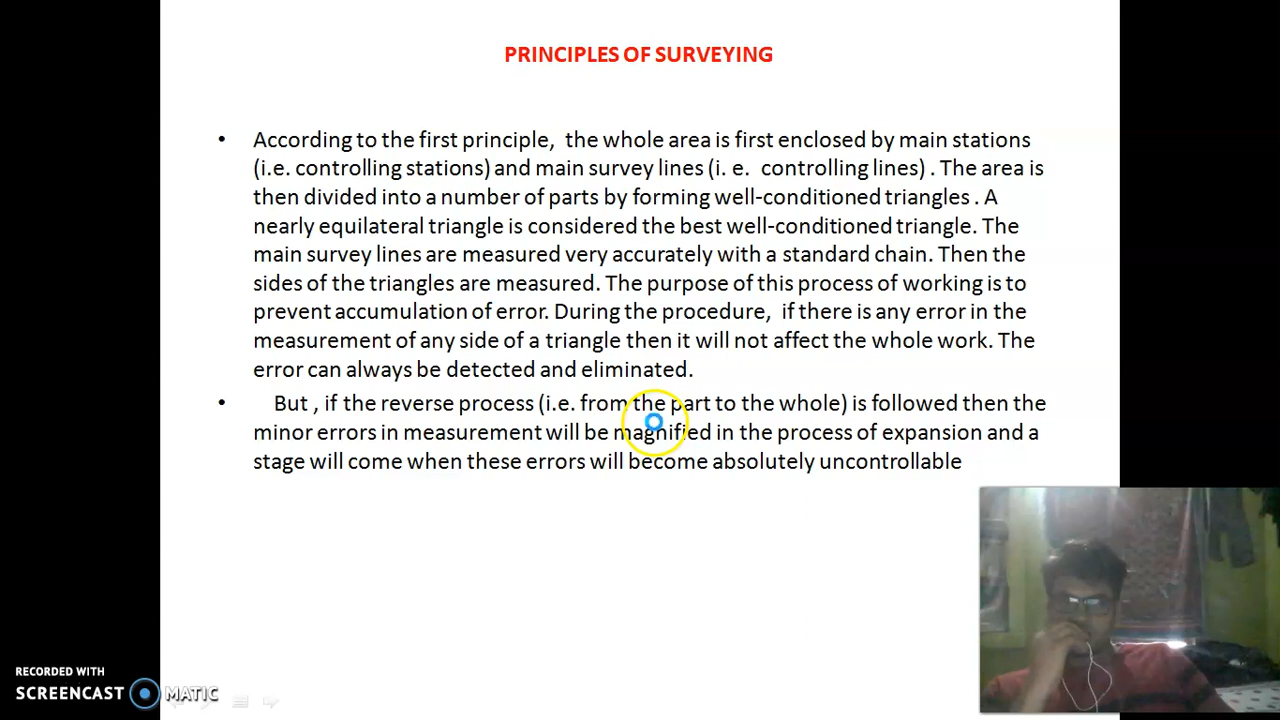 PRINCIPLES OF SURVEYING
• According to the first principle, the whole area is first enclosed by main stations
(i.e. controlling stations) and main survey lines (i. e. controlling lines) . The area is
then divided into a number of parts by forming well-conditioned triangles . A
nearly equilateral triangle is considered the best well-conditioned triangle. The
main survey lines are measured very accurately with a standard chain. Then the
sides of the triangles are measured. The purpose of this process of working is to
prevent accumulation of error. During the procedure, if there is any error in the
measurement of any side of a triangle then it will not affect the whole work. The
error can always be detected and eliminated.
• But , if the reverse process (i.e. from the part to the whole) is followed then the
minor errors in measurement will be magnified in the process of expansion and a
stage will come when these errors will become absolutely uncontrollable
RECORDED WITH
SCREENCAST MATIC